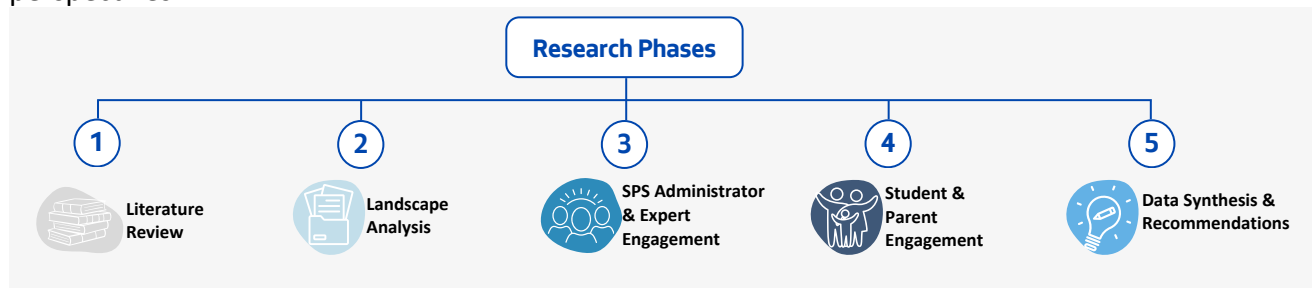 Research Phases
1
2
3
4
5
Literature
Review
Landscape
Analysis
SPS Administrator
& Expert
Engagement
Student &
Parent
Engagement
Data Synthesis &
Recommendations